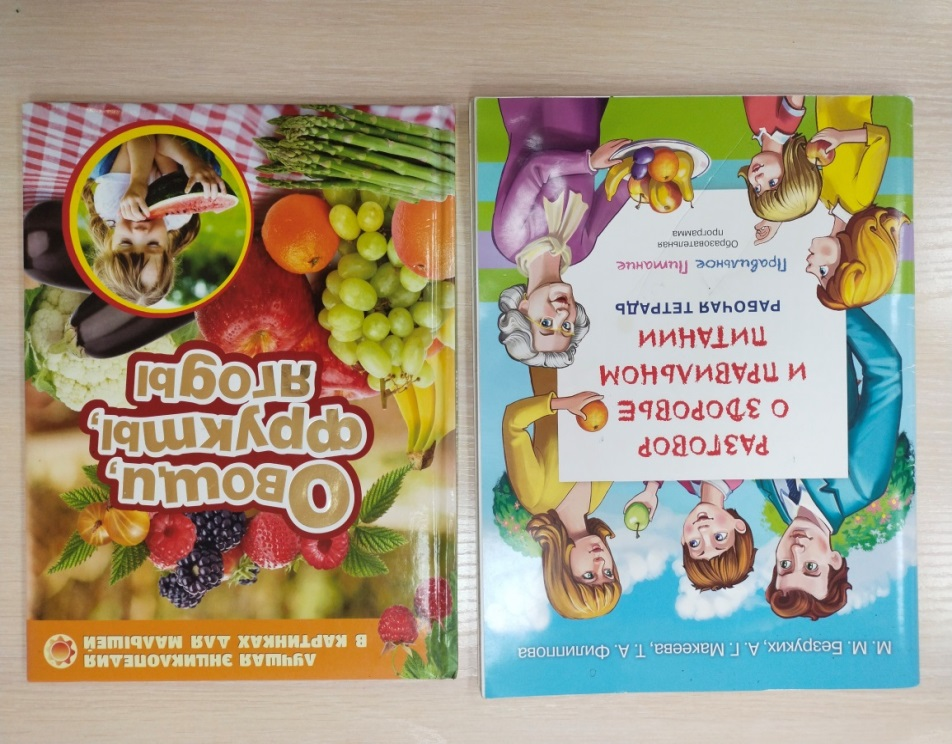 М. М. Безруких, А. Г. Макеева, Т. А. Филиппова
РАЗГОВОР
О ЗДОРОВЬЕ
И ПРАВИЛЬНОМ
ПИТАНИИ
РАБОЧАЯ ТЕТРАДЬ
Правильное Питание
Образовательная
программа
ЛУЧШАЯ ЭНЦИКЛОПЕДИЯ
В КАРТИНКАХ ДЛЯ МАЛЫШЕЙ
Овощи,
фрукты,
ягоды